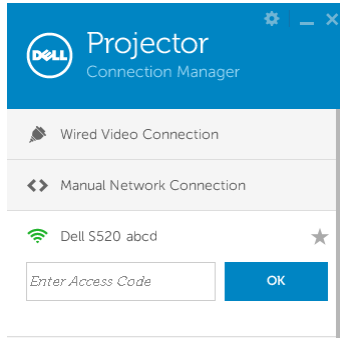 DELL
Projector
Connection Manager
Wired Video Connection
Manual Network Connection
Dell S520 abcd
Enter Access Code
OK